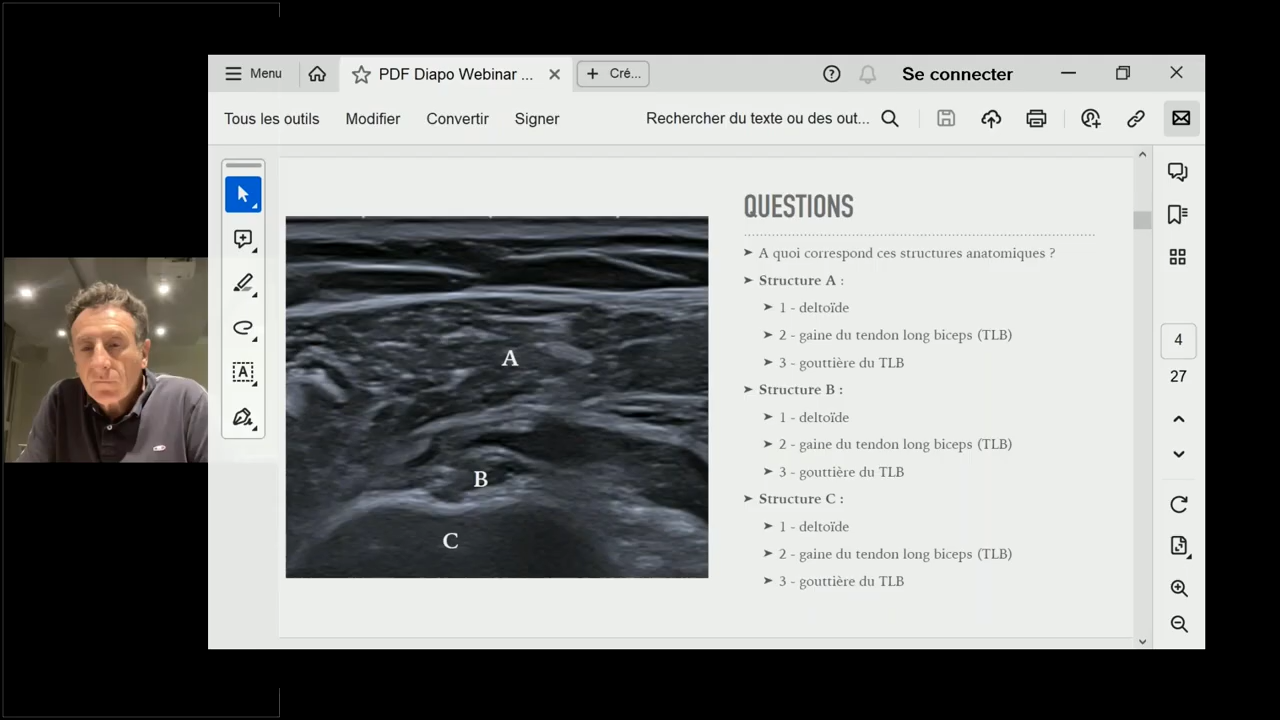 Menu
PDF Diapo Webinar ...
Cré...
Se connecter
Tous les outils
Modifier
Convertir
Signer
Rechercher du texte ou des out...
QUESTIONS
A quoi correspond ces structures anatomiques ?
Structure A :
1 - deltoïde
2 - gaine du tendon long biceps (TLB)
3 - gouttière du TLB
Structure B :
1 - deltoïde
2 - gaine du tendon long biceps (TLB)
3 - gouttière du TLB
Structure C :
1 - deltoïde
2 - gaine du tendon long biceps (TLB)
3 - gouttière du TLB
A
B
C
4
27